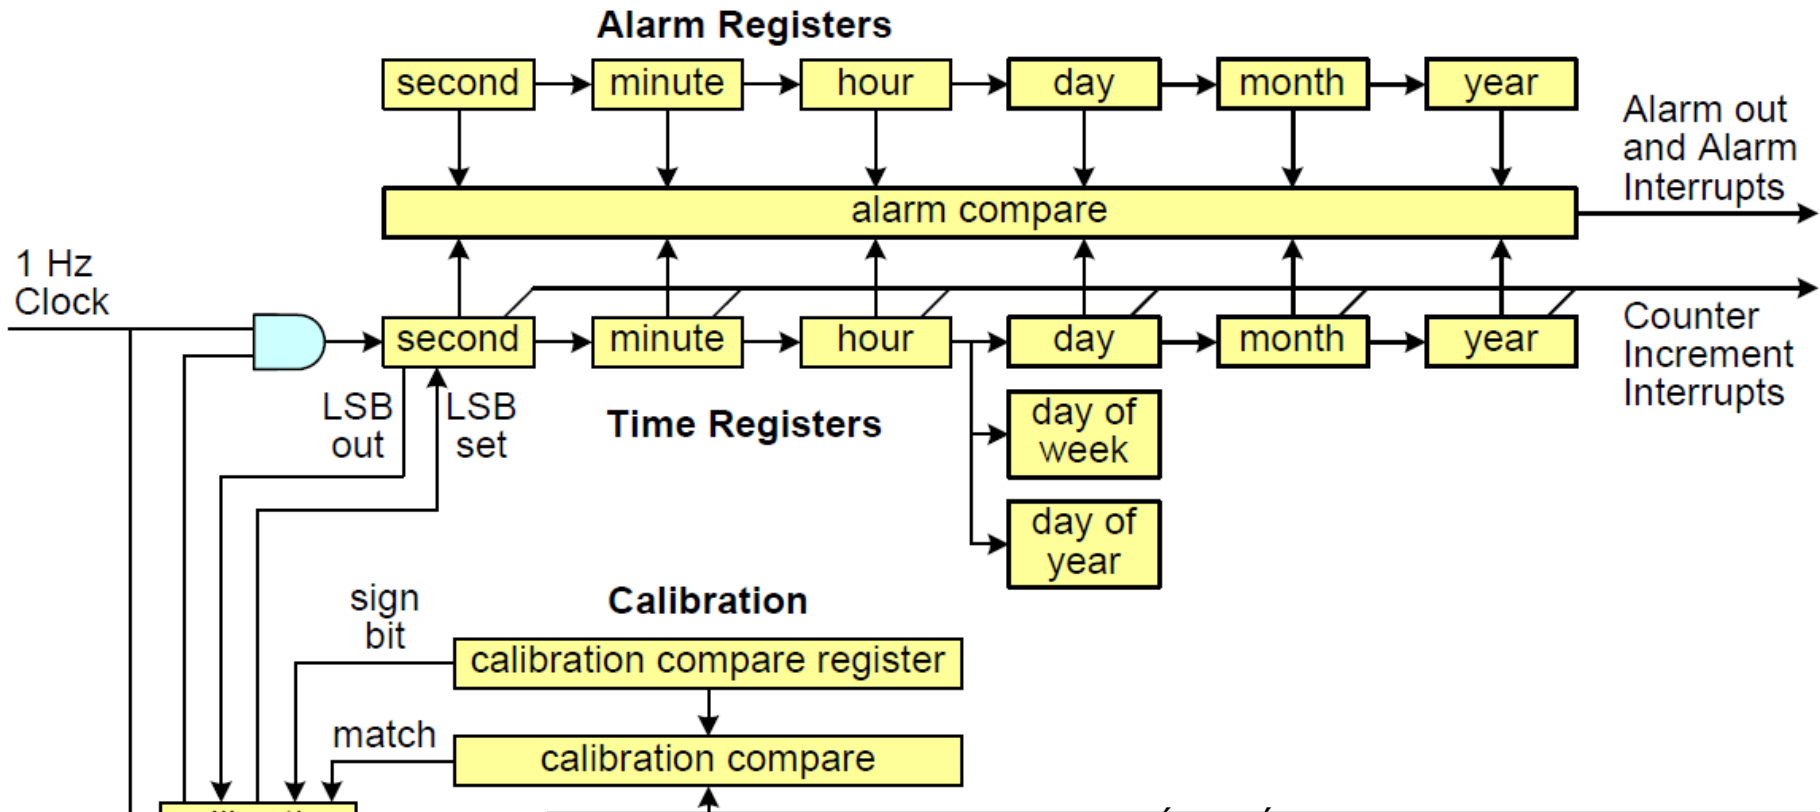 Alarm Registers
second
minute
hour
day
month
year
Alarm out
and Alarm
Interrupts
alarm compare
1 Hz
Clock
second
minute
hour
day
month
year
Counter
Increment
Interrupts
LSB
out
LSB
set
Time Registers
day of
week
day of
year
sign
bit
Calibration
calibration compare register
match
calibration compare